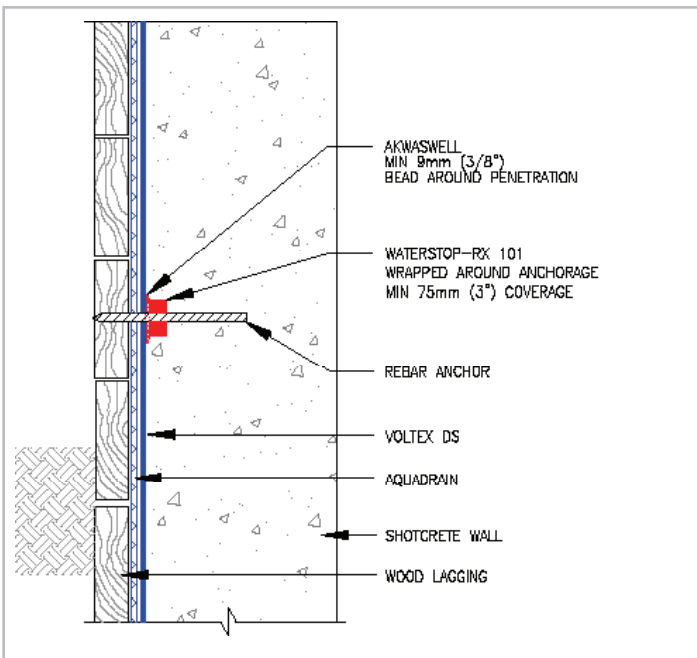 AKWASWELL
MIN 9mm (3/8")
BEAD AROUND PENETRATION
WATERSTOP-RX 101
WRAPPED AROUND ANCHORAGE
MIN 75mm (3") COVERAGE
REBAR ANCHOR
VOLTEX DS
AQUADRAIN
SHOTCRETE WALL
WOOD LAGGING